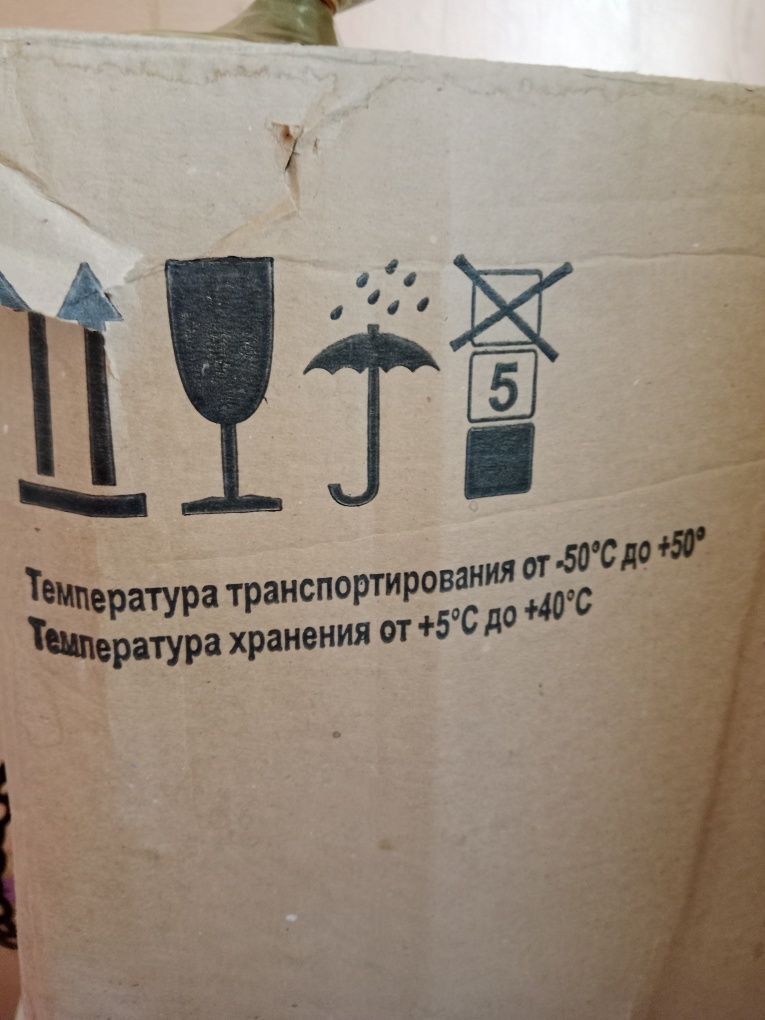 5
Температура транспортирования от -50°C до +50°
Температура хранения от +5°C до +40°C